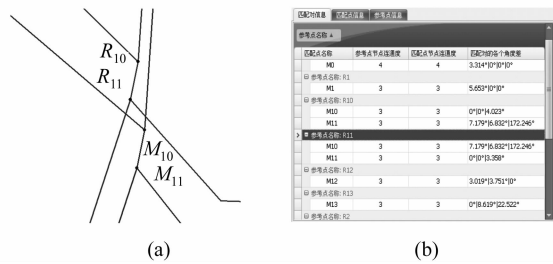 R10
R11
M10
M11
(a)
匹配对信息 匹配点信息 参考点信息
参考点名称 ▲
匹配点名称 参考点节点连通度 匹配点节点连通度 匹配对的各个角度差
M0 4 4 3.314°|0°|0°|0°
参考点名称: R1
M1 3 3 5.653°|0°|0°
参考点名称: R10
M10 3 3 0°|0°|4.023°
M11 3 3 7.179°|6.832°|172.246°
参考点名称: R11
M10 3 3 7.179°|6.832°|172.246°
M11 3 3 0°|0°|3.358°
参考点名称: R12
M12 3 3 3.019°|3.751°|0°
参考点名称: R13
M13 3 3 0°|8.619°|22.522°
参考点名称: R2
(b)